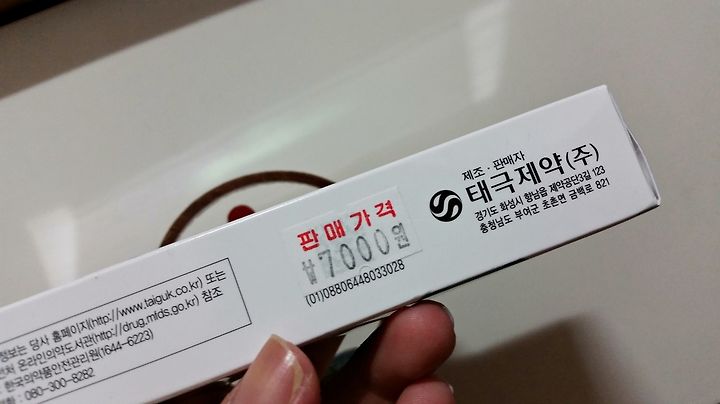 정보는 당사 홈페이지(http://www.taiguk.co.kr) 또는
온라인의약도서관(http://drug.mfds.go.kr) 참조
한국의약품안전관리원(1644-6223)
: 080-300-8282
판매가격
₩7000원
(01)08806448033028
제조·판매자
태극제약(주)
경기도 화성시 향남읍 제약공단3길 123
충청남도 부여군 초촌면 금백로 821